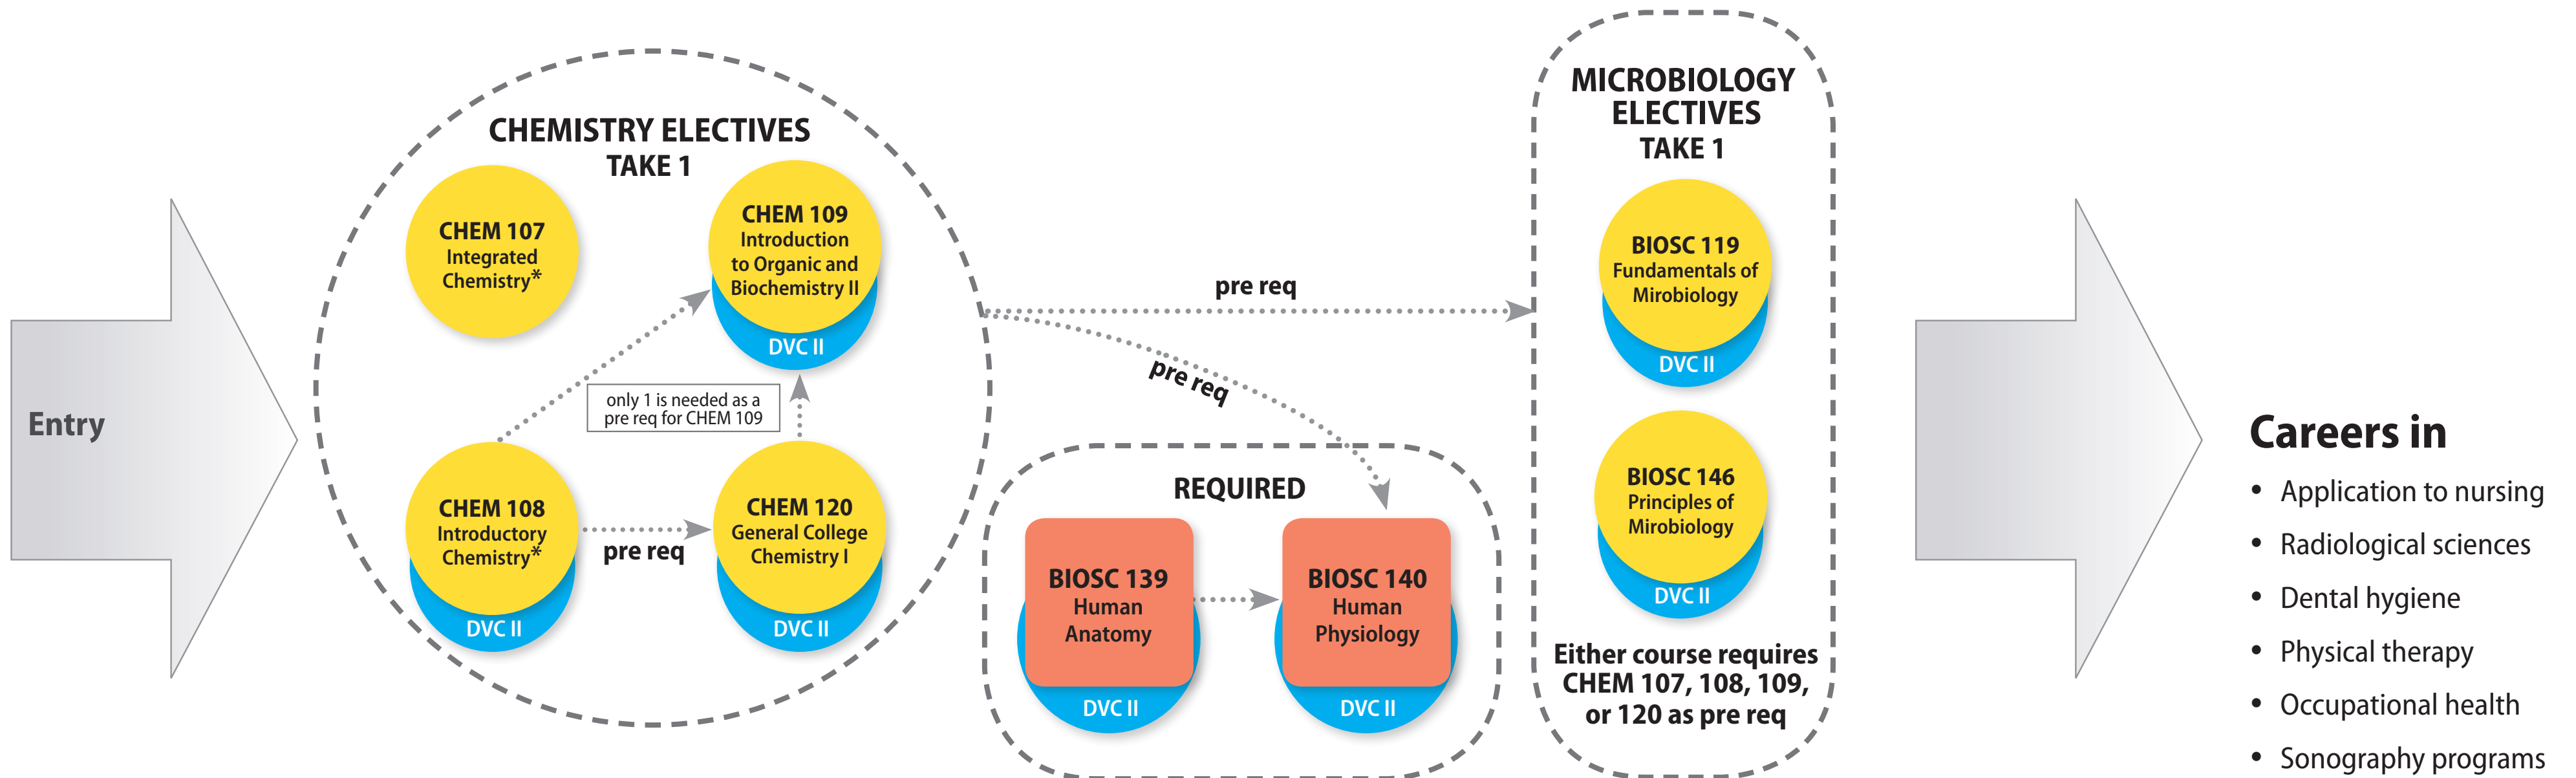 Entry
CHEMISTRY ELECTIVES
TAKE 1
CHEM 107
Integrated
Chemistry*
CHEM 109
Introduction
to Organic and
Biochemistry II
DVC II
only 1 is needed as a
pre req for CHEM 109
CHEM 108
Introductory
Chemistry*
DVC II
pre req
CHEM 120
General College
Chemistry I
DVC II
pre req
pre req
REQUIRED
BIOSC 139
Human
Anatomy
DVC II
BIOSC 140
Human
Physiology
DVC II
MICROBIOLOGY
ELECTIVES
TAKE 1
BIOSC 119
Fundamentals of
Mirobiology
DVC II
BIOSC 146
Principles of
Mirobiology
DVC II
Either course requires
CHEM 107, 108, 109,
or 120 as pre req
Careers in
• Application to nursing
• Radiological sciences
• Dental hygiene
• Physical therapy
• Occupational health
• Sonography programs